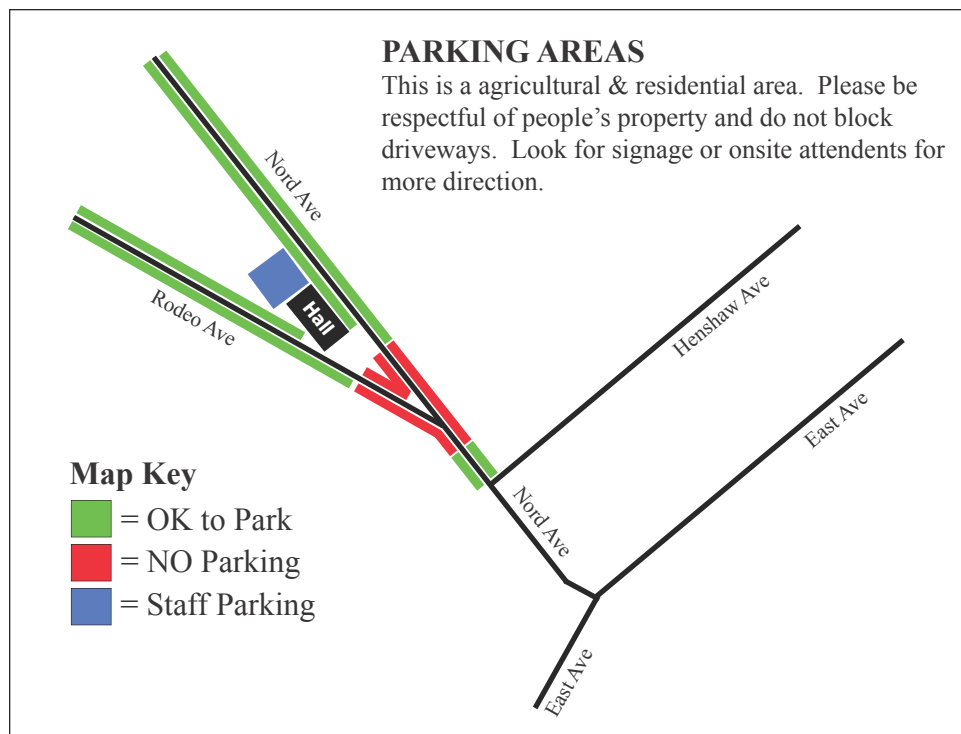 PARKING AREAS
This is a agricultural & residential area.  Please be
respectful of people’s property and do not block
driveways.  Look for signage or onsite attendents for
more direction.
Nord Ave
Rodeo Ave
Hall
Henshaw Ave
East Ave
Nord Ave
East Ave
Map Key
= OK to Park
= NO Parking
= Staff Parking